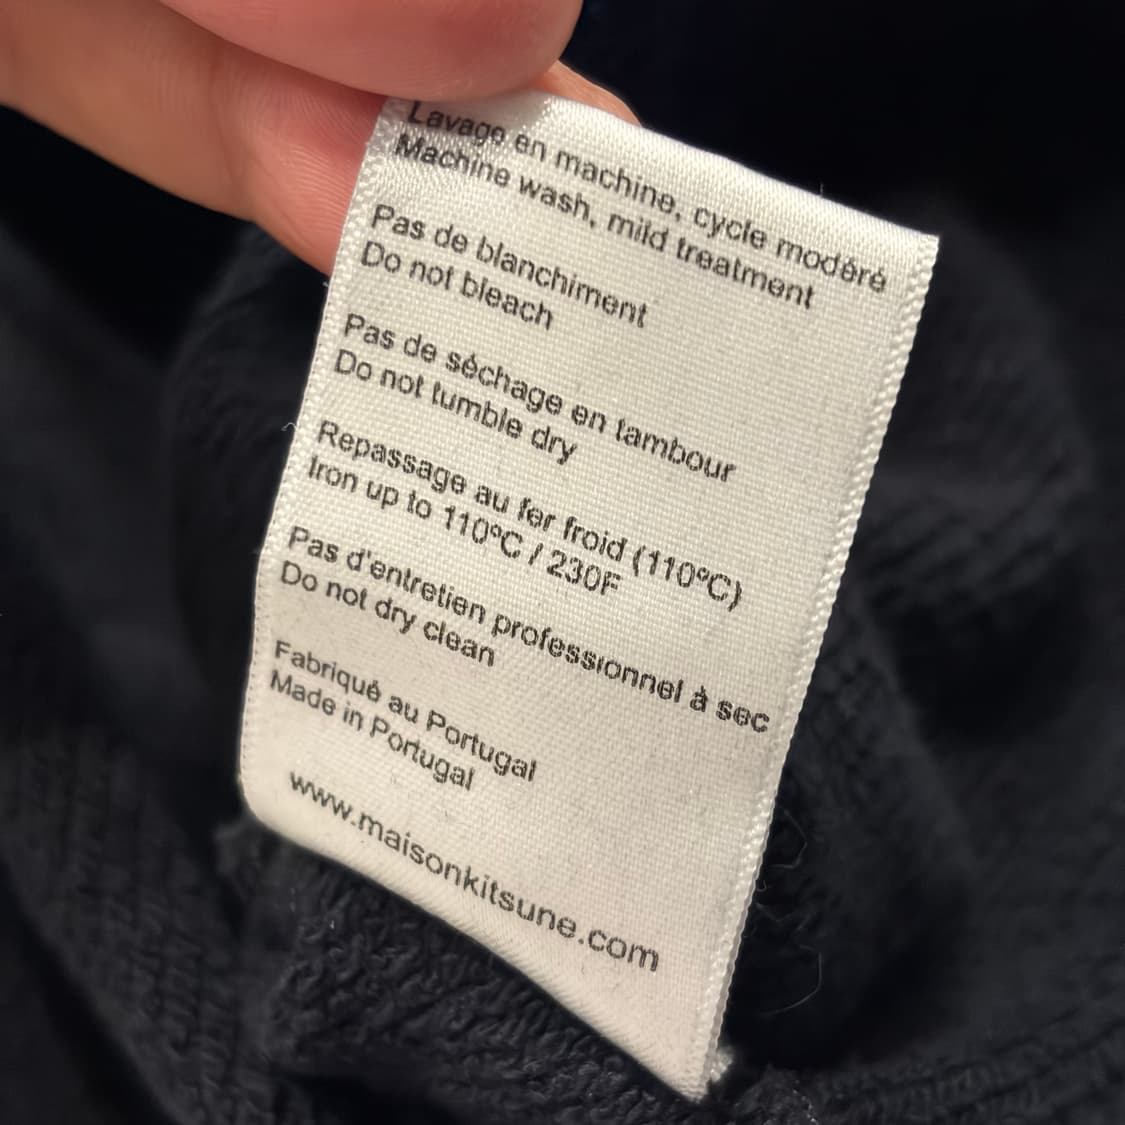 Lavage en machine, cycle modéré
Machine wash, mild treatment
Pas de blanchiment
Do not bleach
Pas de séchage en tambour
Do not tumble dry
Repassage au fer froid (110ºC)
Iron up to 110ºC / 230F
Pas d'entretien professionnel à sec
Do not dry clean
Fabriqué au Portugal
Made in Portugal
www.maisonkitsune.com